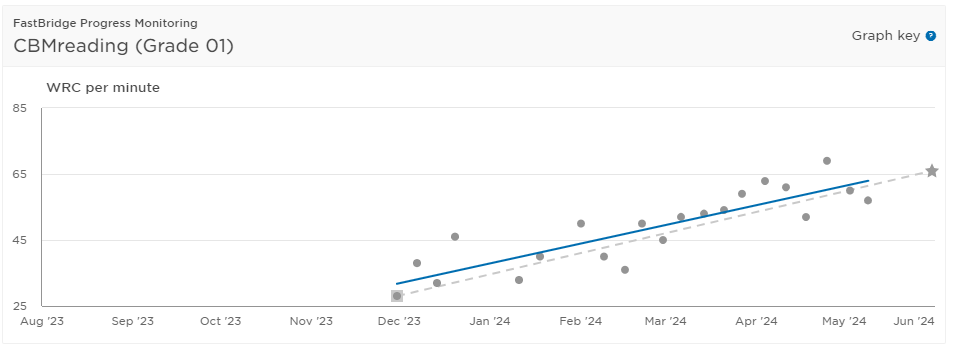 FastBridge Progress Monitoring
CBMreading (Grade 01)
Graph key ?
WRC per minute
85
65
45
25
Aug '23 Sep '23 Oct '23 Nov '23 Dec '23 Jan '24 Feb '24 Mar '24 Apr '24 May '24 Jun '24